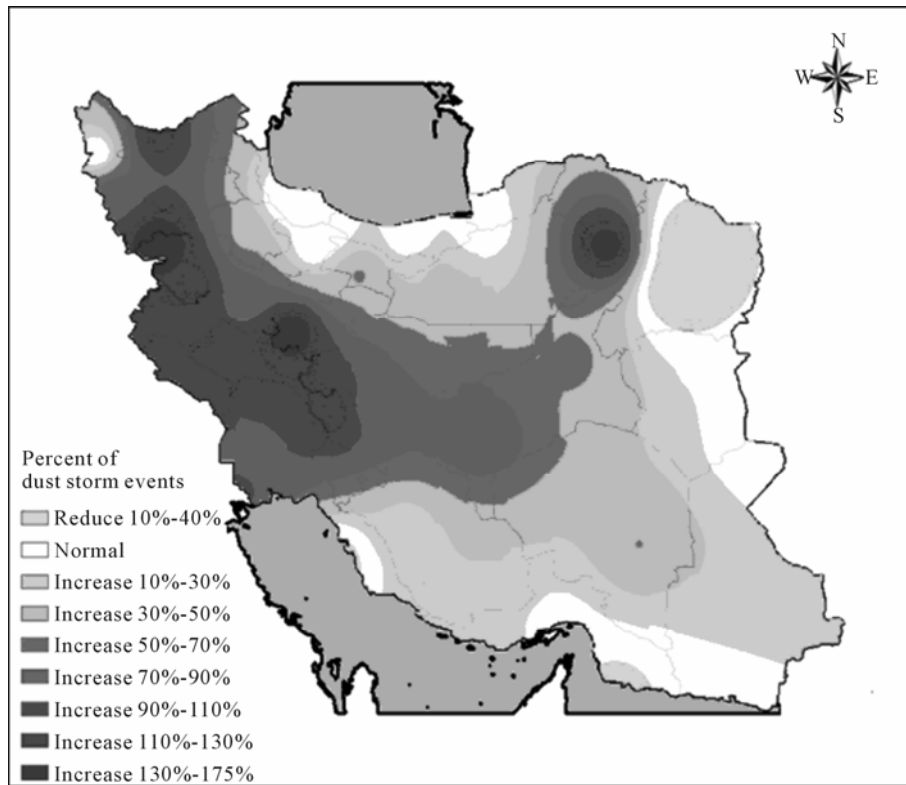 N
W E
S
Percent of
dust storm events
Reduce 10%-40%
Normal
Increase 10%-30%
Increase 30%-50%
Increase 50%-70%
Increase 70%-90%
Increase 90%-110%
Increase 110%-130%
Increase 130%-175%